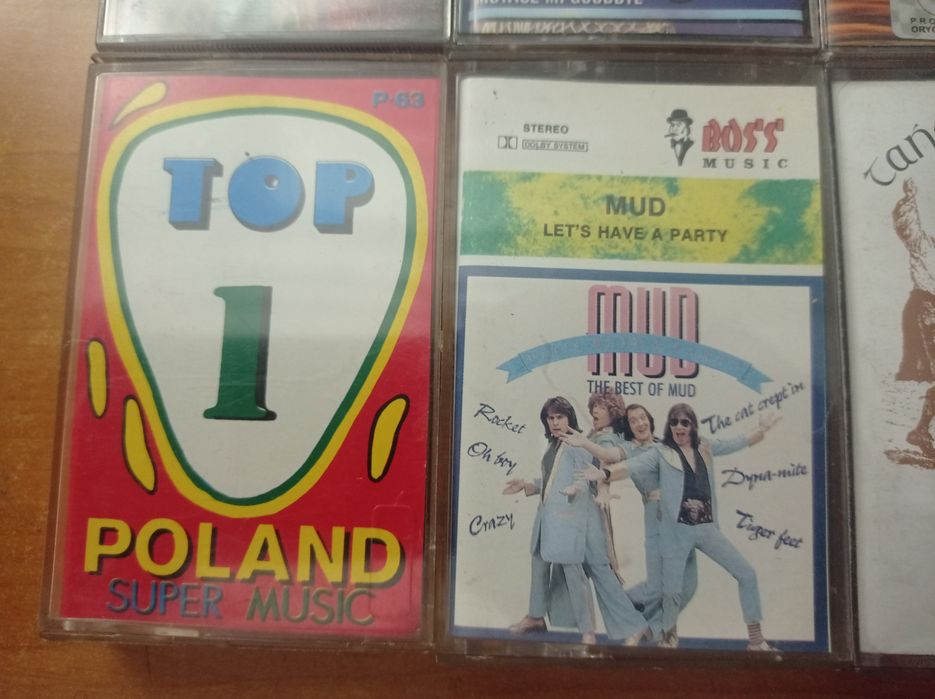 P-63
TOP
1
POLAND
SUPER MUSIC
STEREO
DOLBY SYSTEM
BOSS
MUSIC
MUD
LET'S HAVE A PARTY
MUD
THE BEST OF MUD
Rocket
Oh boy
Crazy
The cat crept in
Dyna-mite
Tiger feet